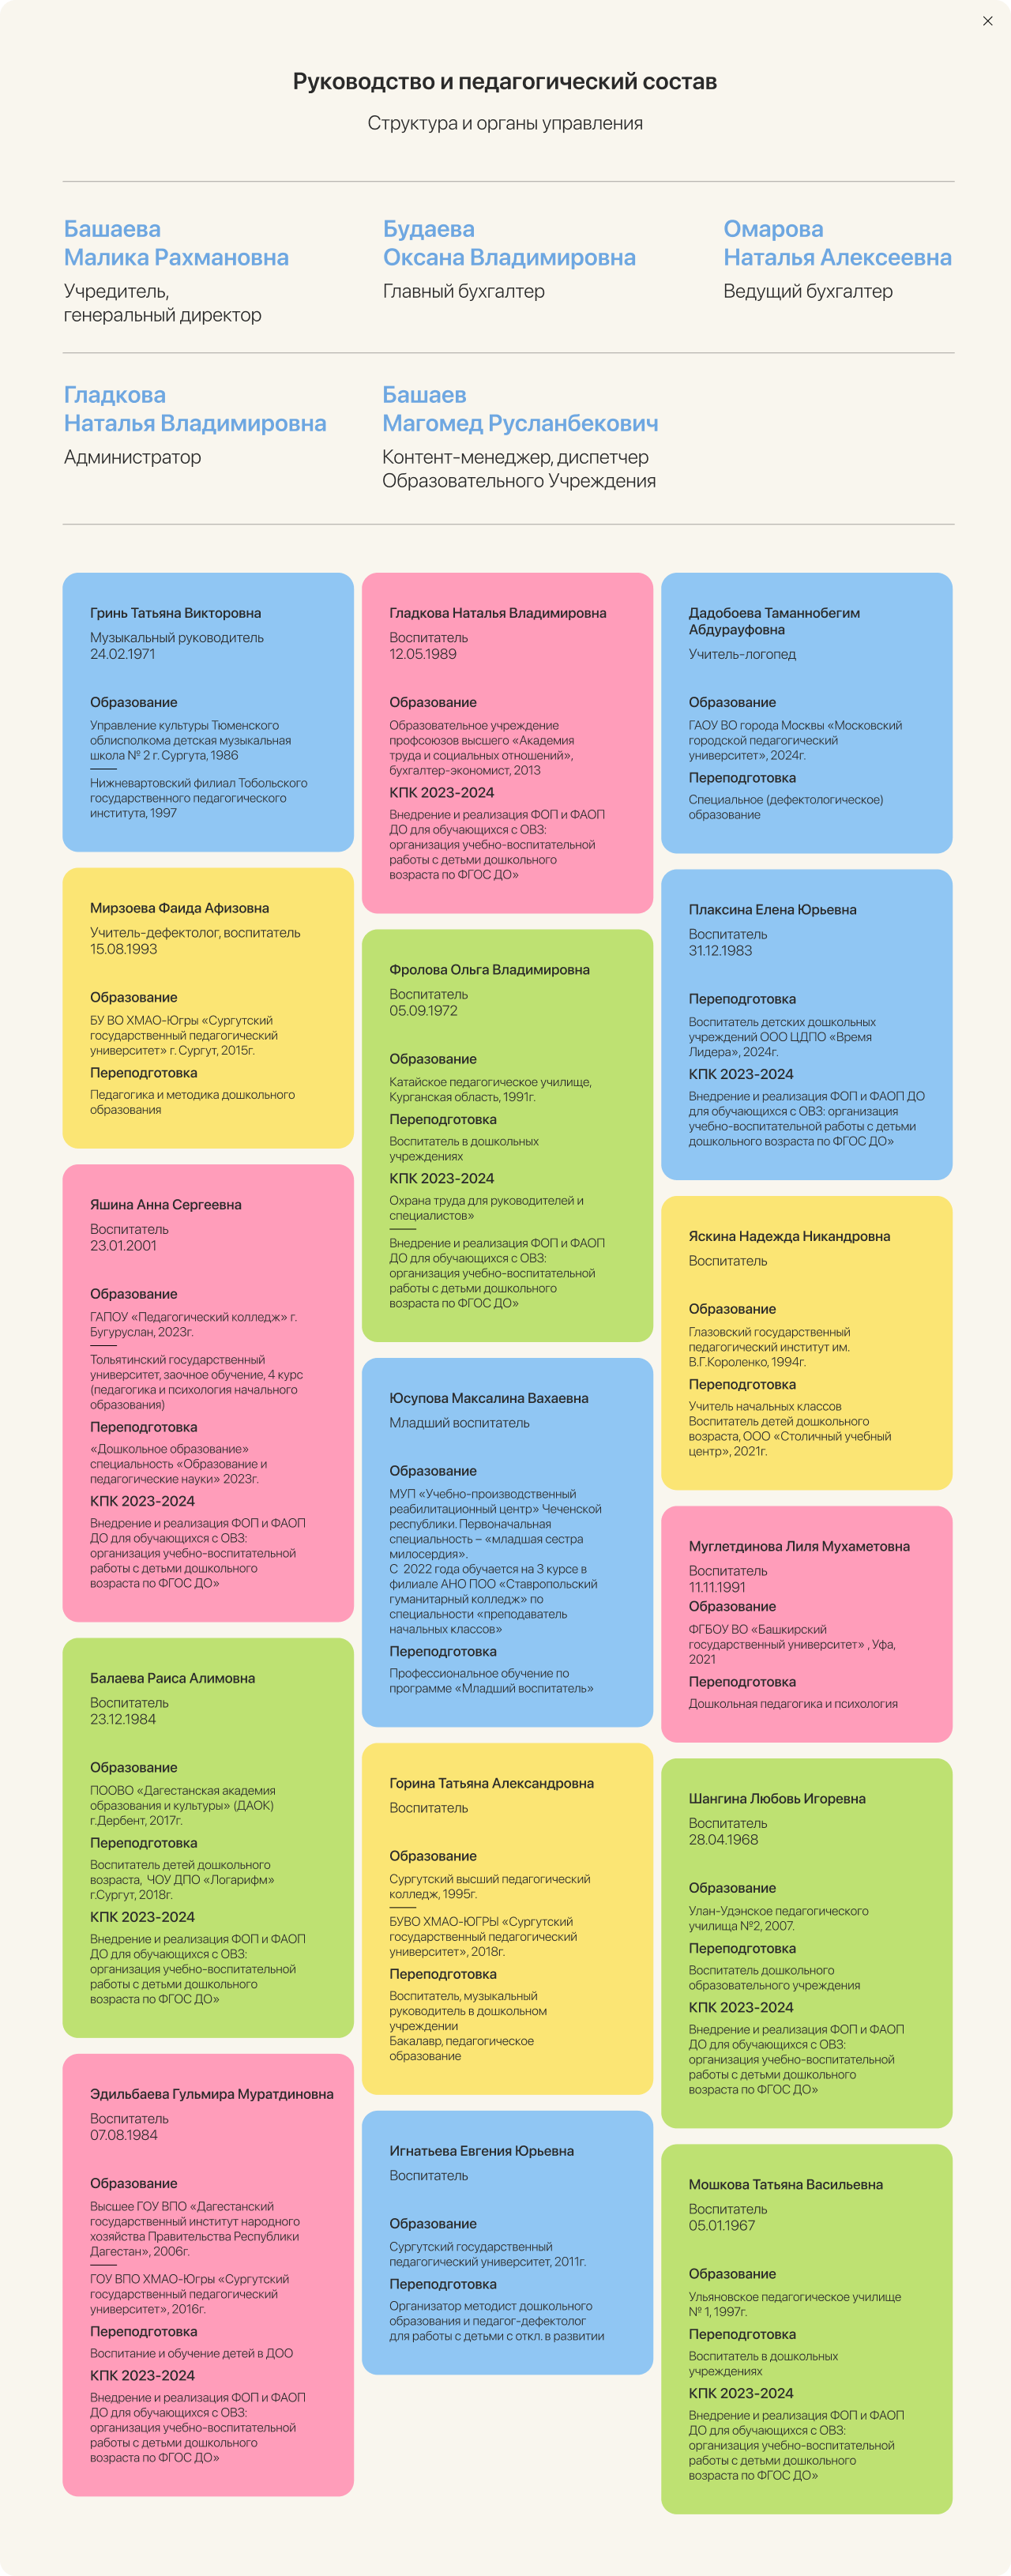 Руководство и педагогический состав
Структура и органы управления
Башаева
Малика Рахмановна
Учредитель,
генеральный директор
Будаева
Оксана Владимировна
Главный бухгалтер
Омарова
Наталья Алексеевна
Ведущий бухгалтер
Гладкова
Наталья Владимировна
Администратор
Башаев
Магомед Русланбекович
Контент-менеджер, диспетчер
Образовательного Учреждения
Гринь Татьяна Викторовна
Музыкальный руководитель
24.02.1971
Образование
Управление культуры Тюменского
облисполкома детская музыкальная
школа № 2 г. Сургута, 1986
Нижневартовский филиал Тобольского
государственного педагогического
института, 1997
Мирзоева Фаида Афизовна
Учитель-дефектолог, воспитатель
15.08.1993
Образование
БУ ВО ХМАО-Югры «Сургутский
государственный педагогический
университет» г. Сургут, 2015г.
Переподготовка
Педагогика и методика дошкольного
образования
Яшина Анна Сергеевна
Воспитатель
23.01.2001
Образование
ГАПОУ «Педагогический колледж» г.
Бугуруслан, 2023г.
Тольятинский государственный
университет, заочное обучение, 4 курс
(педагогика и психология начального
образования)
Переподготовка
«Дошкольное образование»
специальность «Образование и
педагогические науки» 2023г.
КПК 2023-2024
Внедрение и реализация ФОП и ФАОП
ДО для обучающихся с ОВЗ:
организация учебно-воспитательной
работы с детьми дошкольного
возраста по ФГОС ДО»
Балаева Раиса Алимовна
Воспитатель
23.12.1984
Образование
ПООВО «Дагестанская академия
образования и культуры» (ДАОК)
г.Дербент, 2017г.
Переподготовка
Воспитатель детей дошкольного
возраста,  ЧОУ ДПО «Логарифм»
г.Сургут, 2018г.
КПК 2023-2024
Внедрение и реализация ФОП и ФАОП
ДО для обучающихся с ОВЗ:
организация учебно-воспитательной
работы с детьми дошкольного
возраста по ФГОС ДО»
Эдильбаева Гульмира Муратдиновна
Воспитатель
07.08.1984
Образование
Высшее ГОУ ВПО «Дагестанский
государственный институт народного
хозяйства Правительства Республики
Дагестан», 2006г.
ГОУ ВПО ХМАО-Югры «Сургутский
государственный педагогический
университет», 2016г.
Переподготовка
Воспитание и обучение детей в ДОО
КПК 2023-2024
Внедрение и реализация ФОП и ФАОП
ДО для обучающихся с ОВЗ:
организация учебно-воспитательной
работы с детьми дошкольного
возраста по ФГОС ДО»
Гладкова Наталья Владимировна
Воспитатель
12.05.1989
Образование
Образовательное учреждение
профсоюзов высшего «Академия
труда и социальных отношений»,
бухгалтер-экономист, 2013
КПК 2023-2024
Внедрение и реализация ФОП и ФАОП
ДО для обучающихся с ОВЗ:
организация учебно-воспитательной
работы с детьми дошкольного
возраста по ФГОС ДО»
Фролова Ольга Владимировна
Воспитатель
05.09.1972
Образование
Катайское педагогическое училище,
Курганская область, 1991г.
Переподготовка
Воспитатель в дошкольных
учреждениях
КПК 2023-2024
Охрана труда для руководителей и
специалистов»
Внедрение и реализация ФОП и ФАОП
ДО для обучающихся с ОВЗ:
организация учебно-воспитательной
работы с детьми дошкольного
возраста по ФГОС ДО»
Юсупова Максалина Вахаевна
Младший воспитатель
Образование
МУП «Учебно-производственный
реабилитационный центр» Чеченской
республики. Первоначальная
специальность – «младшая сестра
милосердия».
С  2022 года обучается на 3 курсе в
филиале АНО ПОО «Ставропольский
гуманитарный колледж» по
специальности «преподаватель
начальных классов»
Переподготовка
Профессиональное обучение по
программе «Младший воспитатель»
Горина Татьяна Александровна
Воспитатель
Образование
Сургутский высший педагогический
колледж, 1995г.
БУВО ХМАО-ЮГРЫ «Сургутский
государственный педагогический
университет», 2018г.
Переподготовка
Воспитатель, музыкальный
руководитель в дошкольном
учреждении
Бакалавр, педагогическое
образование
Игнатьева Евгения Юрьевна
Воспитатель
Образование
Сургутский государственный
педагогический университет, 2011г.
Переподготовка
Организатор методист дошкольного
образования и педагог-дефектолог
для работы с детьми с откл. в развитии
Дадобоева Таманнобегим
Абдурауфовна
Учитель-логопед
Образование
ГАОУ ВО города Москвы «Московский
городской педагогический
университет», 2024г.
Переподготовка
Специальное (дефектологическое)
образование
Плаксина Елена Юрьевна
Воспитатель
31.12.1983
Переподготовка
Воспитатель детских дошкольных
учреждений ООО ЦДПО «Время
Лидера», 2024г.
КПК 2023-2024
Внедрение и реализация ФОП и ФАОП ДО
для обучающихся с ОВЗ: организация
учебно-воспитательной работы с детьми
дошкольного возраста по ФГОС ДО»
Яскина Надежда Никандровна
Воспитатель
Образование
Глазовский государственный
педагогический институт им.
В.Г.Короленко, 1994г.
Переподготовка
Учитель начальных классов
Воспитатель детей дошкольного
возраста, ООО «Столичный учебный
центр», 2021г.
Муглетдинова Лиля Мухаметовна
Воспитатель
11.11.1991
Образование
ФГБОУ ВО «Башкирский
государственный университет» , Уфа,
2021
Переподготовка
Дошкольная педагогика и психология
Шангина Любовь Игоревна
Воспитатель
28.04.1968
Образование
Улан-Удэнское педагогического
училища №2, 2007.
Переподготовка
Воспитатель дошкольного
образовательного учреждения
КПК 2023-2024
Внедрение и реализация ФОП и ФАОП
ДО для обучающихся с ОВЗ:
организация учебно-воспитательной
работы с детьми дошкольного
возраста по ФГОС ДО»
Мошкова Татьяна Васильевна
Воспитатель
05.01.1967
Образование
Ульяновское педагогическое училище
№ 1, 1997г.
Переподготовка
Воспитатель в дошкольных
учреждениях
КПК 2023-2024
Внедрение и реализация ФОП и ФАОП
ДО для обучающихся с ОВЗ:
организация учебно-воспитательной
работы с детьми дошкольного
возраста по ФГОС ДО»